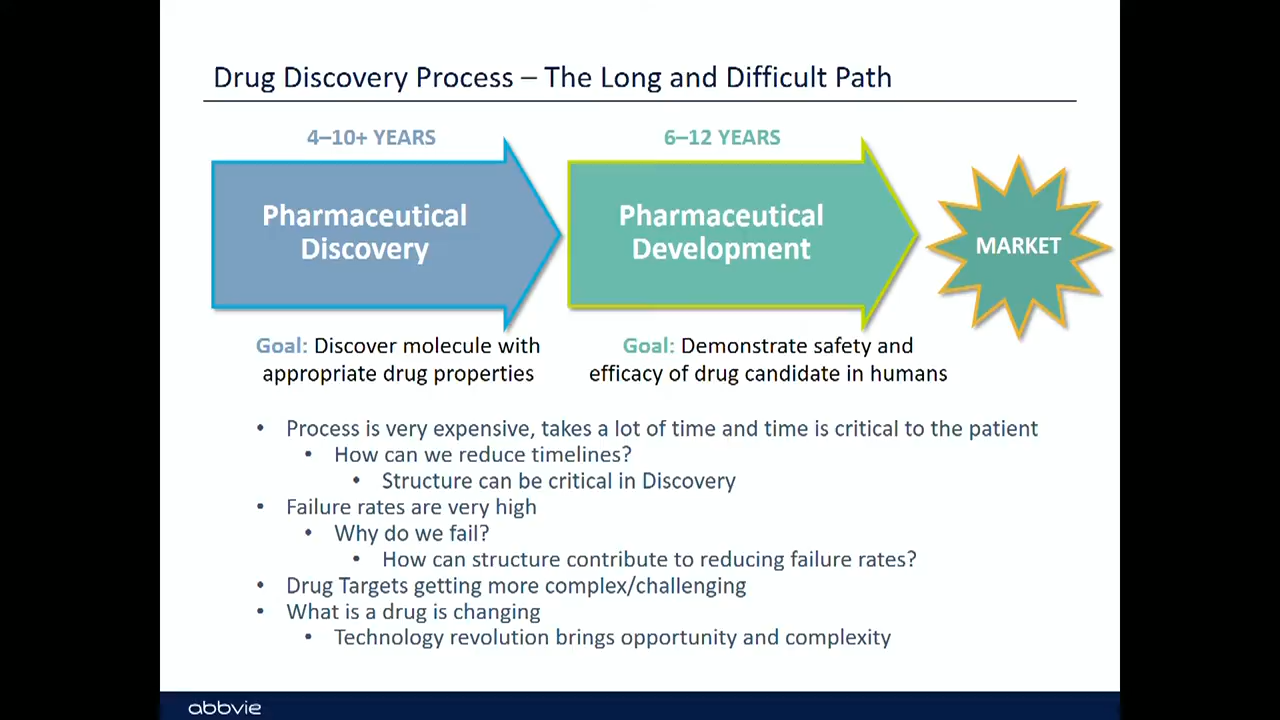 Drug Discovery Process – The Long and Difficult Path
4–10+ YEARS
6–12 YEARS
Pharmaceutical
Discovery
Pharmaceutical
Development
MARKET
Goal: Discover molecule with
appropriate drug properties
Goal: Demonstrate safety and
efficacy of drug candidate in humans
• Process is very expensive, takes a lot of time and time is critical to the patient
• How can we reduce timelines?
• Structure can be critical in Discovery
• Failure rates are very high
• Why do we fail?
• How can structure contribute to reducing failure rates?
• Drug Targets getting more complex/challenging
• What is a drug is changing
• Technology revolution brings opportunity and complexity
abbvie